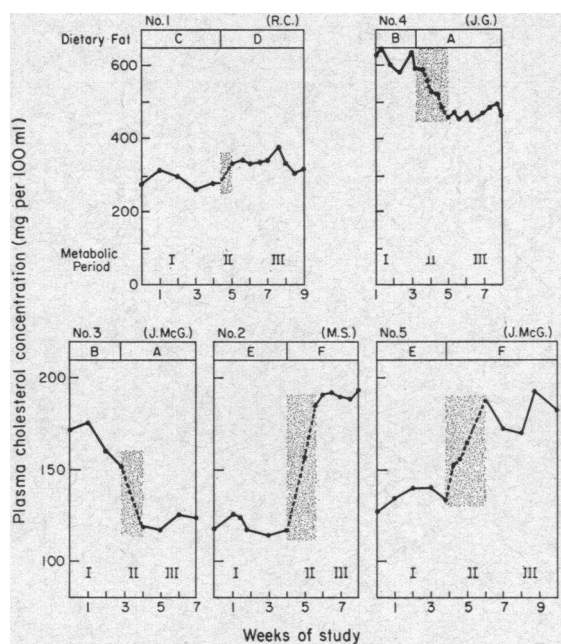 No.1 (R.C.)
Dietary Fat C D
No.4 (J.G.)
B A
600
400
200
0
Metabolic Period
I II III
1 3 5 7 9
I II III
1 3 5 7
No.3 (J.McG.)
B A
No.2 (M.S.)
E F
No.5 (J.McG.)
E F
200
150
100
80
I II III
1 3 5 7
I II III
1 3 5 7
I II III
1 3 5 7 9
Plasma cholesterol concentration (mg per 100 ml)
Weeks of study